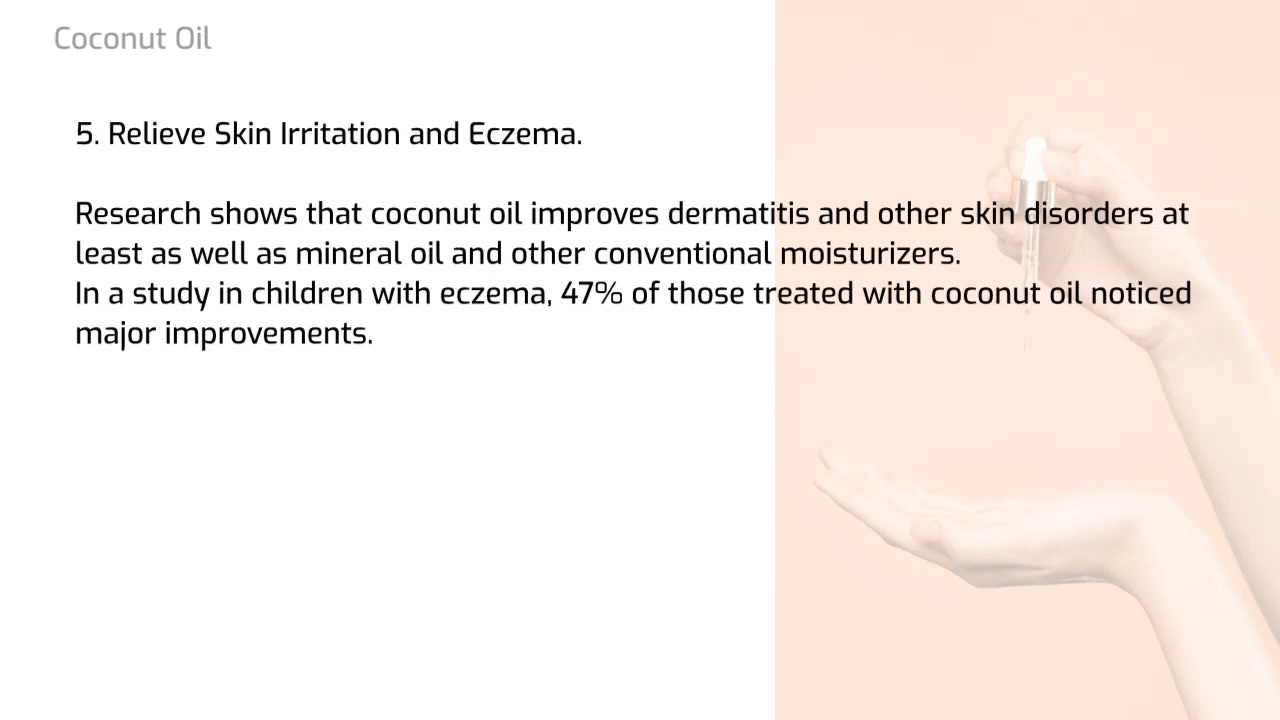 Coconut Oil
5. Relieve Skin Irritation and Eczema.
Research shows that coconut oil improves dermatitis and other skin disorders at
least as well as mineral oil and other conventional moisturizers.
In a study in children with eczema, 47% of those treated with coconut oil noticed
major improvements.